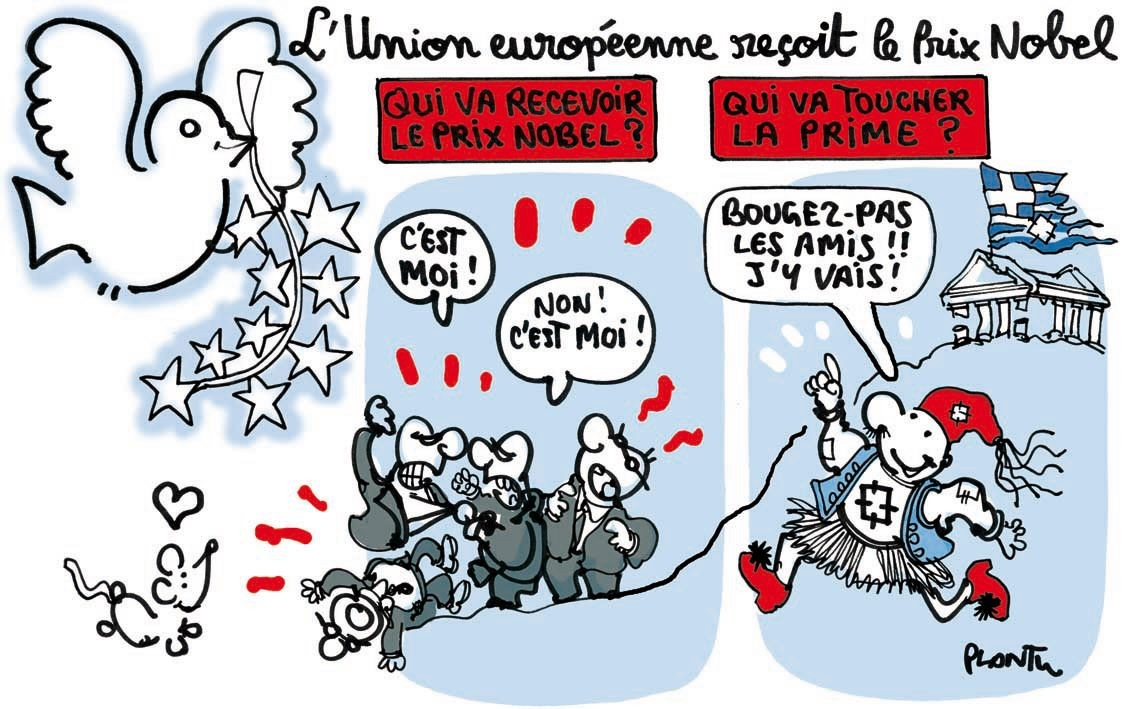 L'Union européenne reçoit le Prix Nobel
QUI VA RECEVOIR
LE PRIX NOBEL ?
QUI VA TOUCHER
LA PRIME ?
C'EST
MOI !
NON !
C'EST MOI !
BOUGEZ-PAS
LES AMIS !!
J'Y VAIS !
PLANTU